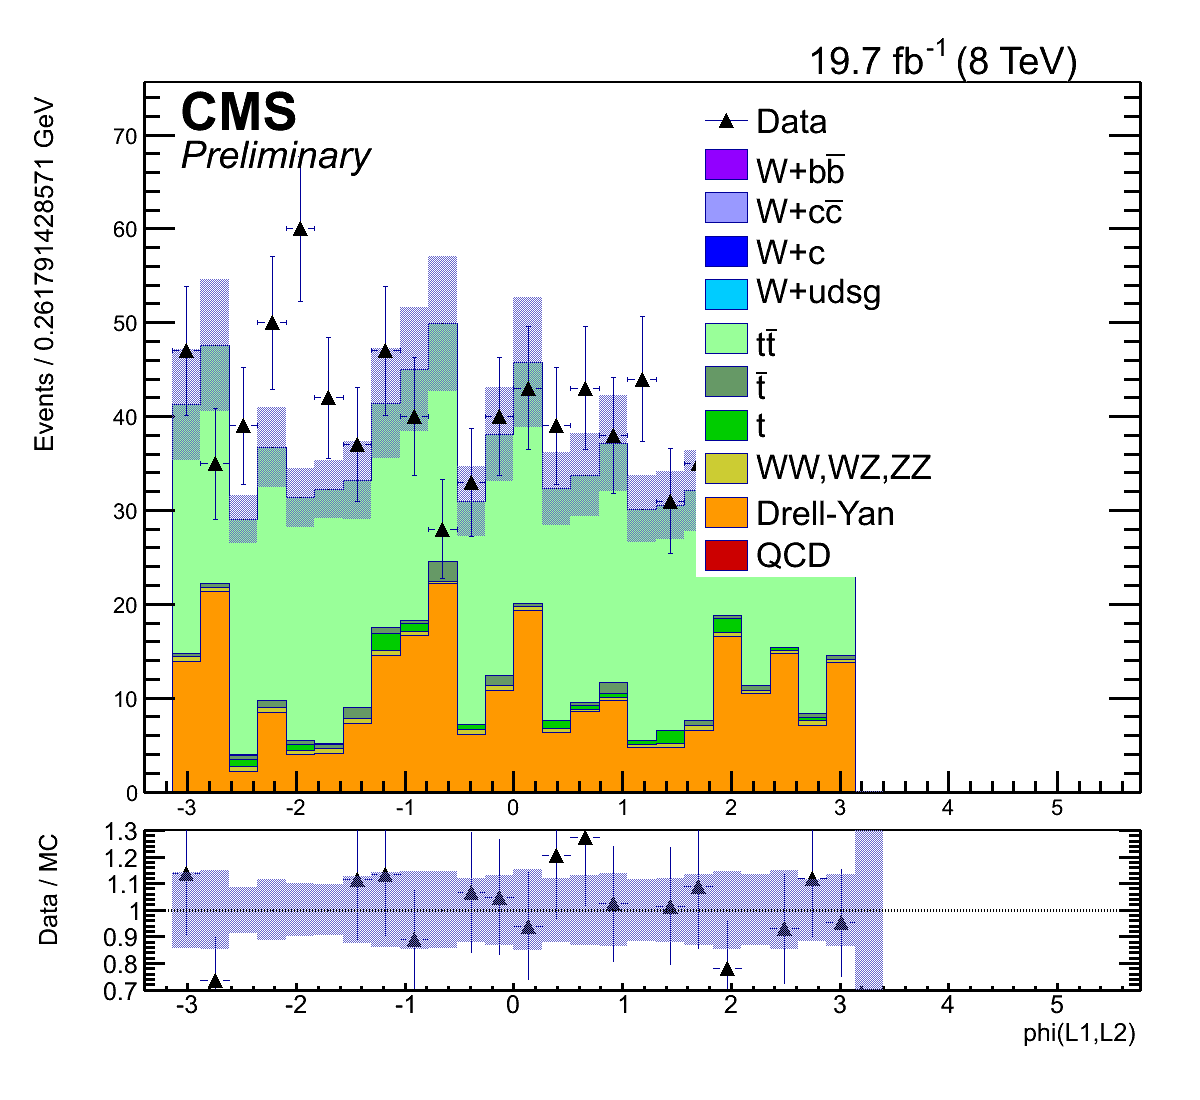 19.7 fb⁻¹ (8 TeV)
CMS
Preliminary
Events / 0.261791428571 GeV
70
60
50
40
30
20
10
0
-3 -2 -1 0 1 2 3 4 5
Data
W+bb̅
W+cc̅
W+c
W+udsg
tt̅
t̅
t
WW,WZ,ZZ
Drell-Yan
QCD
Data / MC
1.3
1.2
1.1
1
0.9
0.8
0.7
-3 -2 -1 0 1 2 3 4 5
phi(L1,L2)